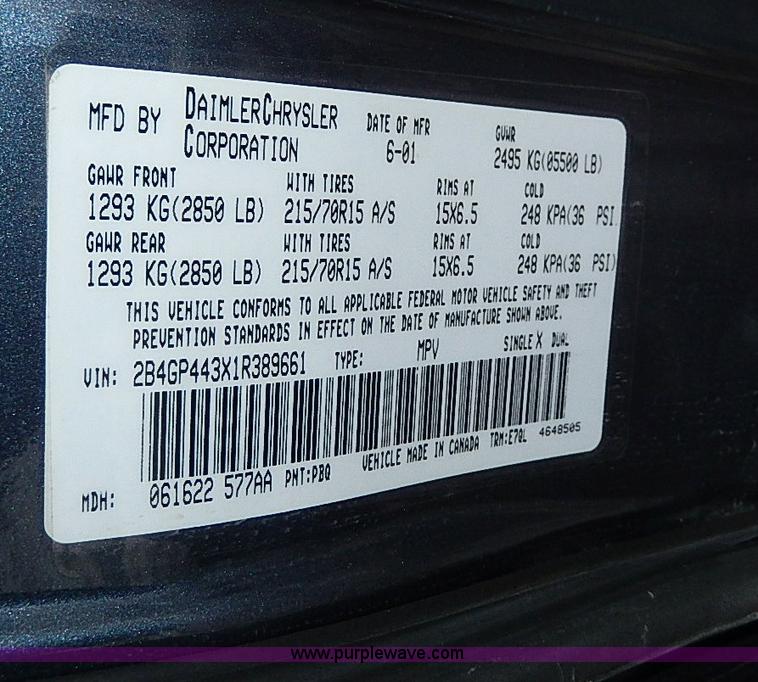 MFD BY DAIMLERCHRYSLER CORPORATION DATE OF MFR 6-01 GVWR 2495 KG(05500 LB)
GAWR FRONT WITH TIRES RIMS AT COLD
1293 KG(2850 LB) 215/70R15 A/S 15X6.5 248 KPA(36 PSI
GAWR REAR WITH TIRES RIMS AT COLD
1293 KG(2850 LB) 215/70R15 A/S 15X6.5 248 KPA(36 PSI)
THIS VEHICLE CONFORMS TO ALL APPLICABLE FEDERAL MOTOR VEHICLE SAFETY AND THEFT
PREVENTION STANDARDS IN EFFECT ON THE DATE OF MANUFACTURE SHOWN ABOVE.
VIN: 2B4GP443X1R389661 TYPE: MPV SINGLE X DUAL
MDH: 061622 577AA PNT:PBQ VEHICLE MADE IN CANADA TRM:E7QL 4648505
www.purplewave.com